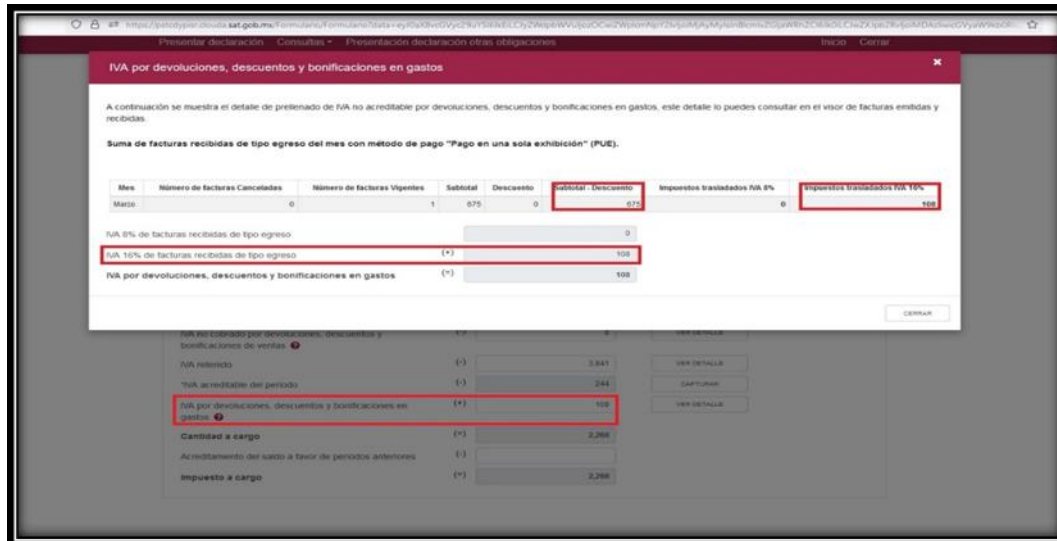 Presentar declaración Consultas Presentación declaración otras obligaciones Inicio Cerrar
IVA por devoluciones, descuentos y bonificaciones en gastos ×
A continuación se muestra el detalle de prellenado de IVA no acreditable por devoluciones, descuentos y bonificaciones en gastos, este detalle lo puedes consultar en el visor de facturas emitidas y
recibidas.
Suma de facturas recibidas de tipo egreso del mes con método de pago "Pago en una sola exhibición" (PUE).
Mes Número de facturas Canceladas Número de facturas Vigentes Subtotal Descuento Subtotal - Descuento Impuestos trasladados IVA 8% Impuestos trasladados IVA 16%
Marzo 0 1 675 0 675 0 108
IVA 8% de facturas recibidas de tipo egreso 0
IVA 16% de facturas recibidas de tipo egreso (+) 108
IVA por devoluciones, descuentos y bonificaciones en gastos (=) 108
CERRAR
IVA no cobrado por devoluciones, descuentos y (-) 0 VER DETALLE
bonificaciones de ventas ?
IVA retenido (-) 3,841 VER DETALLE
*IVA acreditable del periodo (-) 244 CAPTURAR
IVA por devoluciones, descuentos y bonificaciones en (+) 108 VER DETALLE
gastos ?
Cantidad a cargo (=) 2,268
Acreditamiento del saldo a favor de periodos anteriores (-)
Impuesto a cargo (=) 2,268